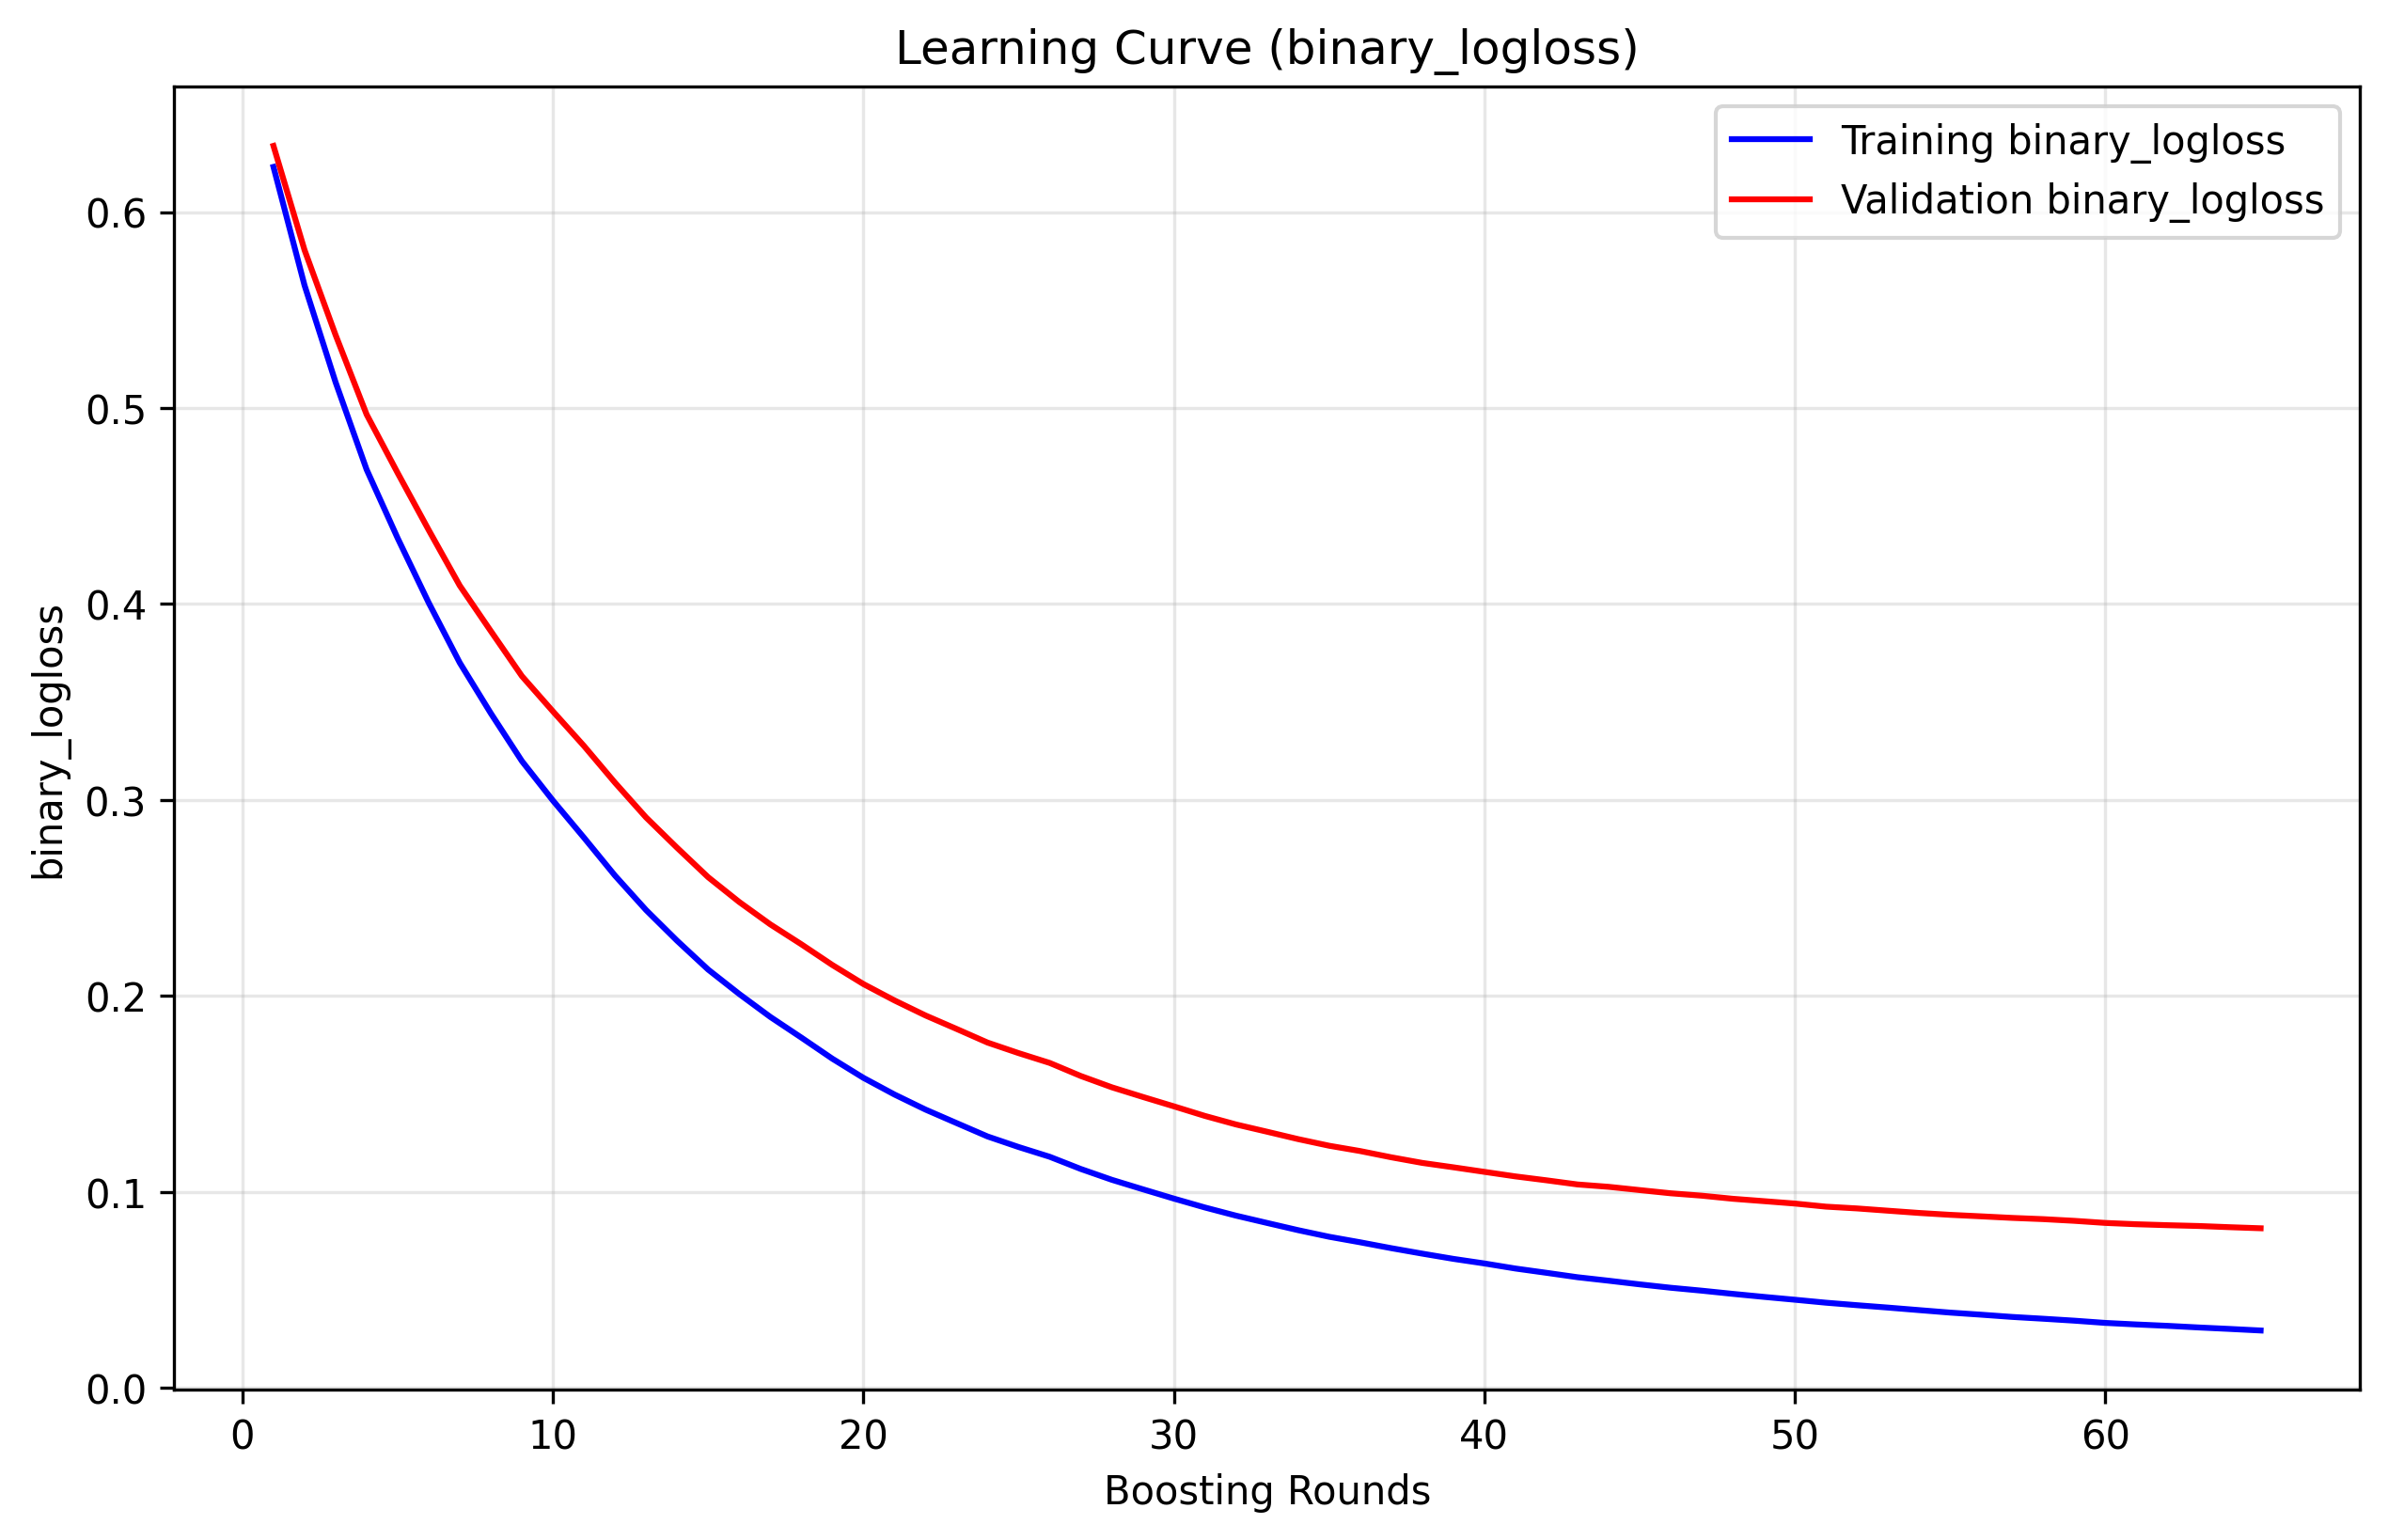 Learning Curve (binary_logloss)
Training binary_logloss
Validation binary_logloss
binary_logloss
0.6
0.5
0.4
0.3
0.2
0.1
0.0
0 10 20 30 40 50 60
Boosting Rounds